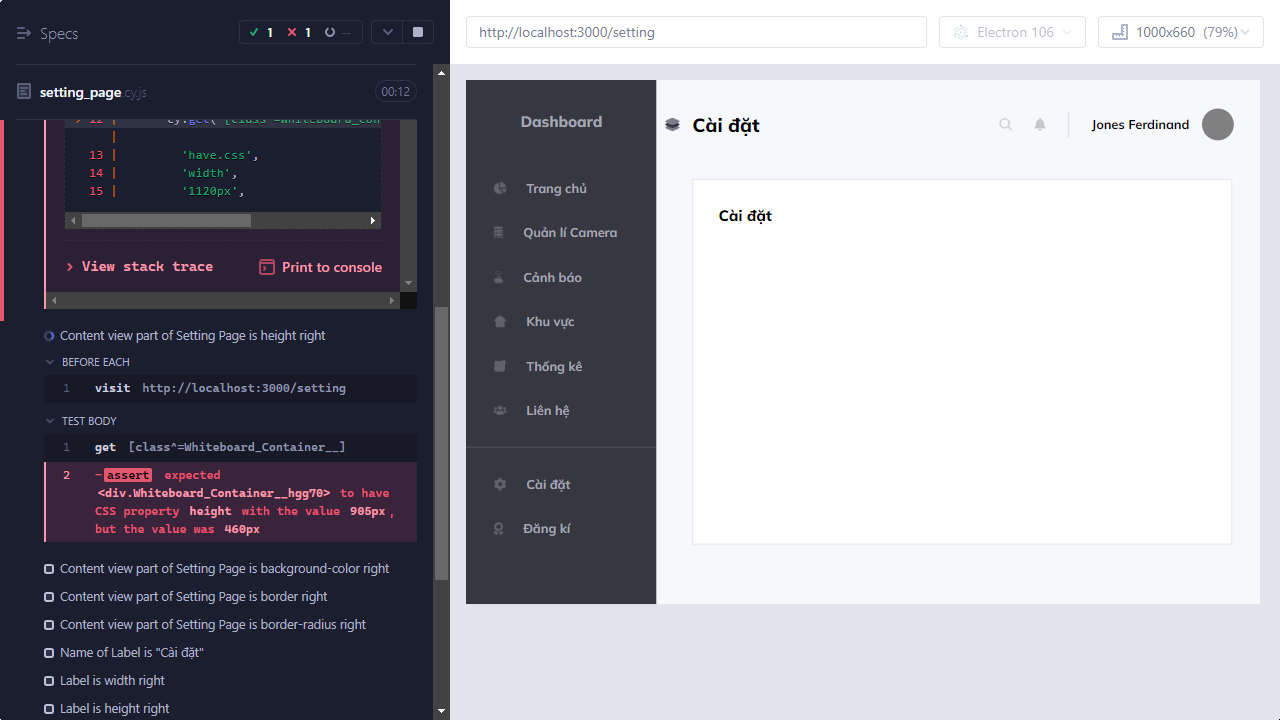 Specs
1
1
--
setting_page.cy.js
00:12
12 | cy.get('[class^=Whiteboard_Con
|
13 | 'have.css',
14 | 'width',
15 | '1120px',
View stack trace
Print to console
Content view part of Setting Page is height right
BEFORE EACH
1 visit http://localhost:3000/setting
TEST BODY
1 get [class^=Whiteboard_Container__]
2 -assert expected
<div.Whiteboard_Container__hgg70> to have
CSS property height with the value 905px,
but the value was 460px
Content view part of Setting Page is background-color right
Content view part of Setting Page is border right
Content view part of Setting Page is border-radius right
Name of Label is "Cài đặt"
Label is width right
Label is height right
http://localhost:3000/setting
Electron 106
1000x660 (79%)
Dashboard
Trang chủ
Quản lí Camera
Cảnh báo
Khu vực
Thống kê
Liên hệ
Cài đặt
Đăng kí
Cài đặt
Jones Ferdinand
Cài đặt